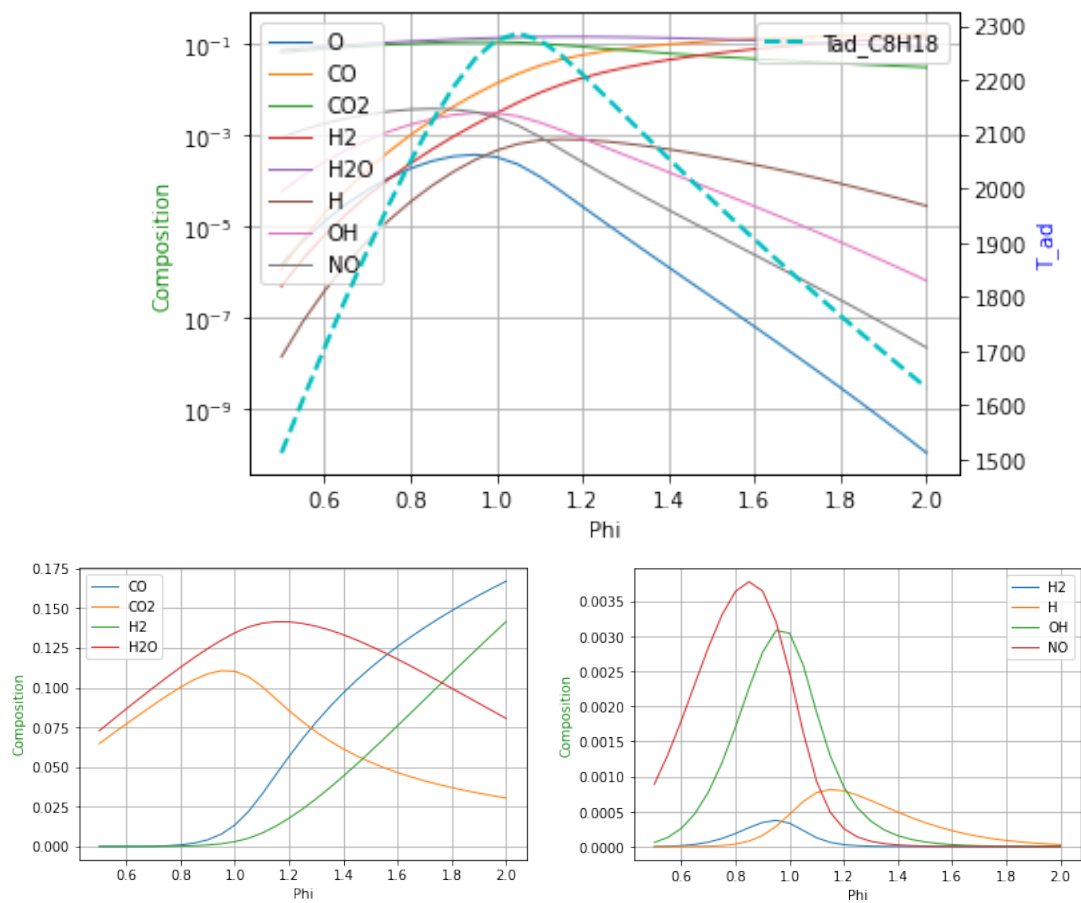 O
CO
CO2
H2
H2O
H
OH
NO
Tad_C8H18
10⁻¹
10⁻³
10⁻⁵
10⁻⁷
10⁻⁹
Composition
2300
2200
2100
2000
1900
1800
1700
1600
1500
T_ad
0.6 0.8 1.0 1.2 1.4 1.6 1.8 2.0
Phi
CO
CO2
H2
H2O
0.175
0.150
0.125
0.100
0.075
0.050
0.025
0.000
Composition
0.6 0.8 1.0 1.2 1.4 1.6 1.8 2.0
Phi
H2
H
OH
NO
0.0035
0.0030
0.0025
0.0020
0.0015
0.0010
0.0005
0.0000
Composition
0.6 0.8 1.0 1.2 1.4 1.6 1.8 2.0
Phi